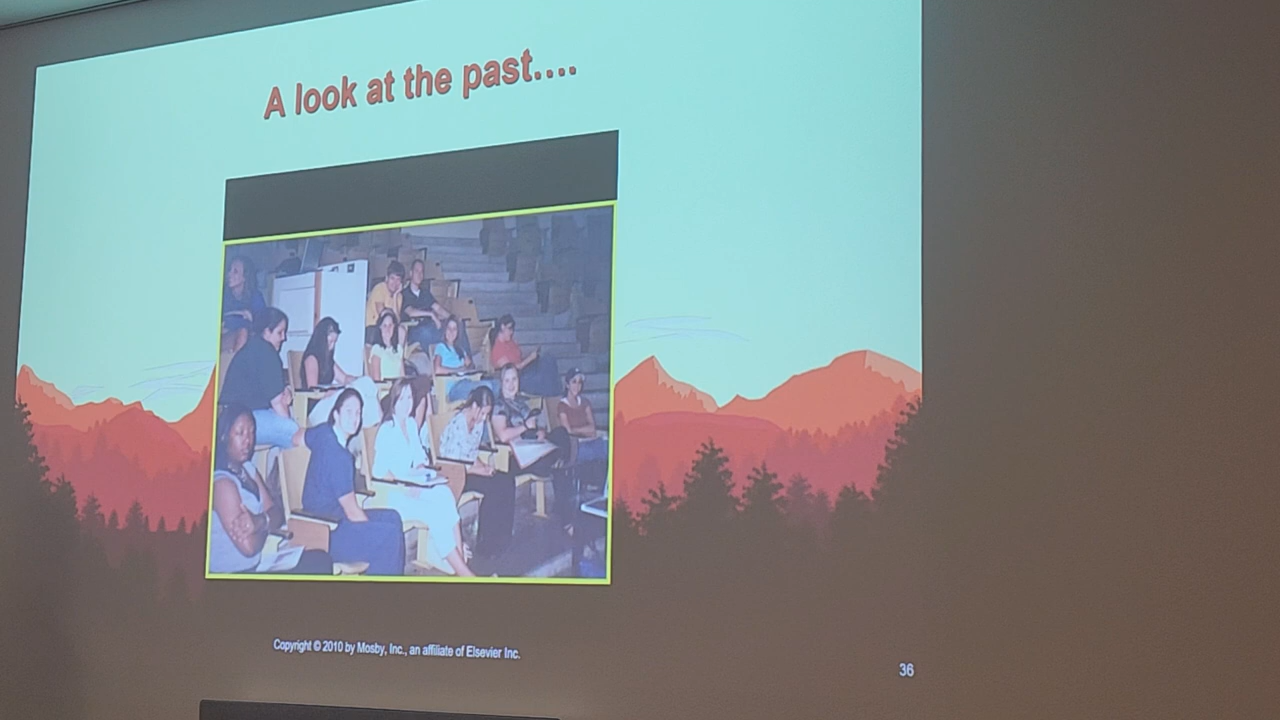 A look at the past....
Copyright © 2010 by Mosby, Inc., an affiliate of Elsevier Inc.
36